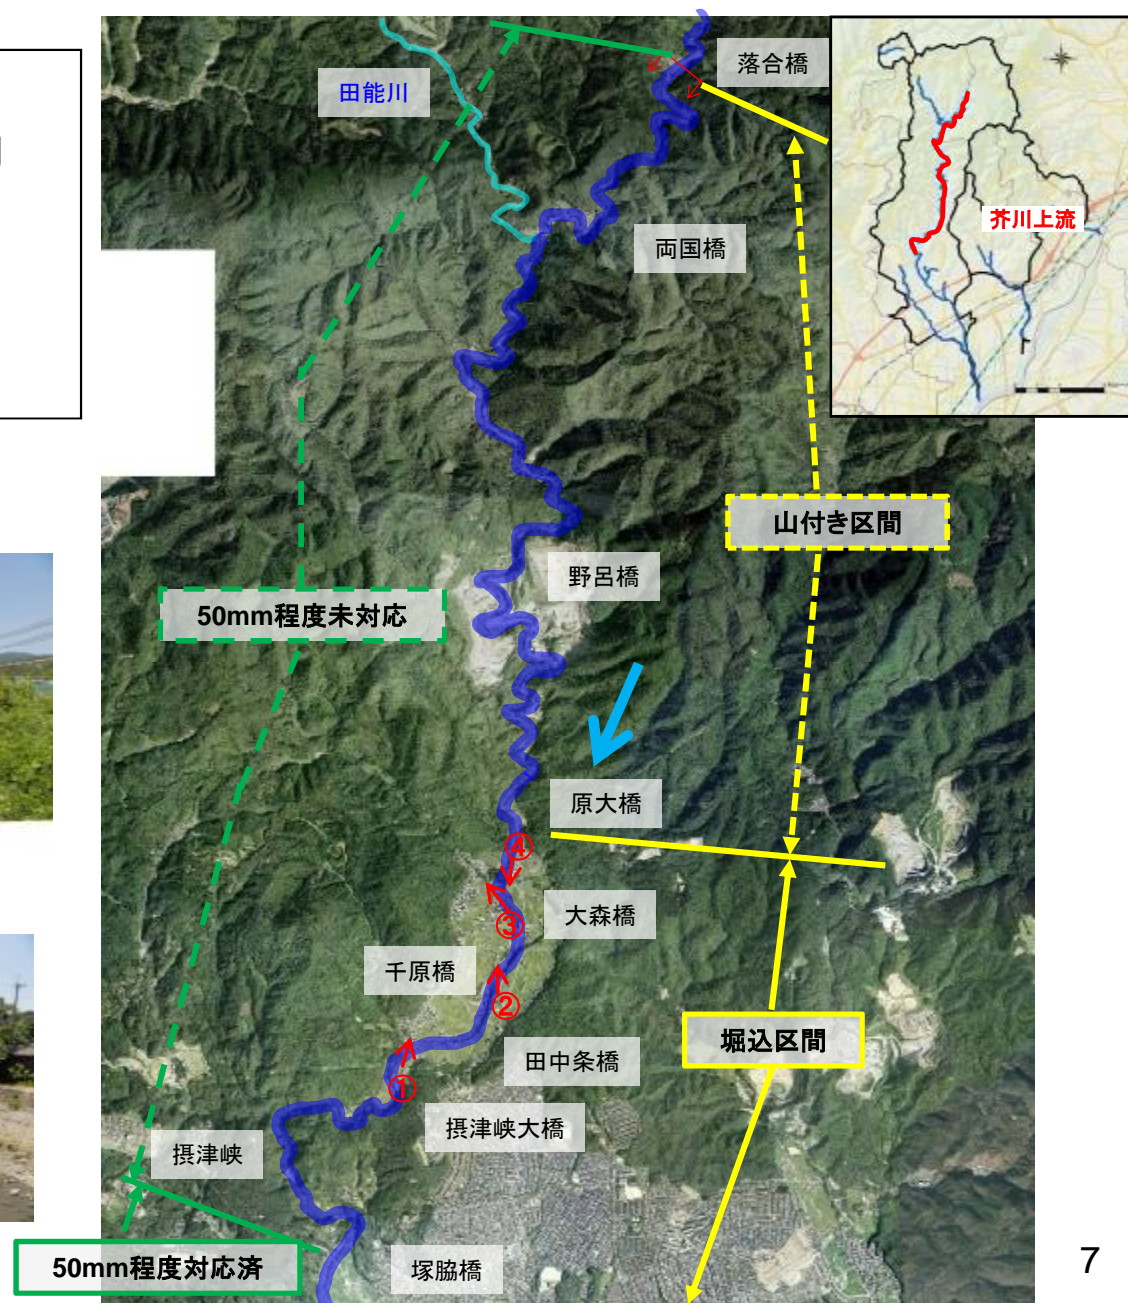 落合橋
田能川
芥川上流
両国橋
山付き区間
野呂橋
50mm程度未対応
原大橋
④
大森橋
③
千原橋
②
堀込区間
田中条橋
①
摂津峡大橋
摂津峡
50mm程度対応済
塚脇橋
7